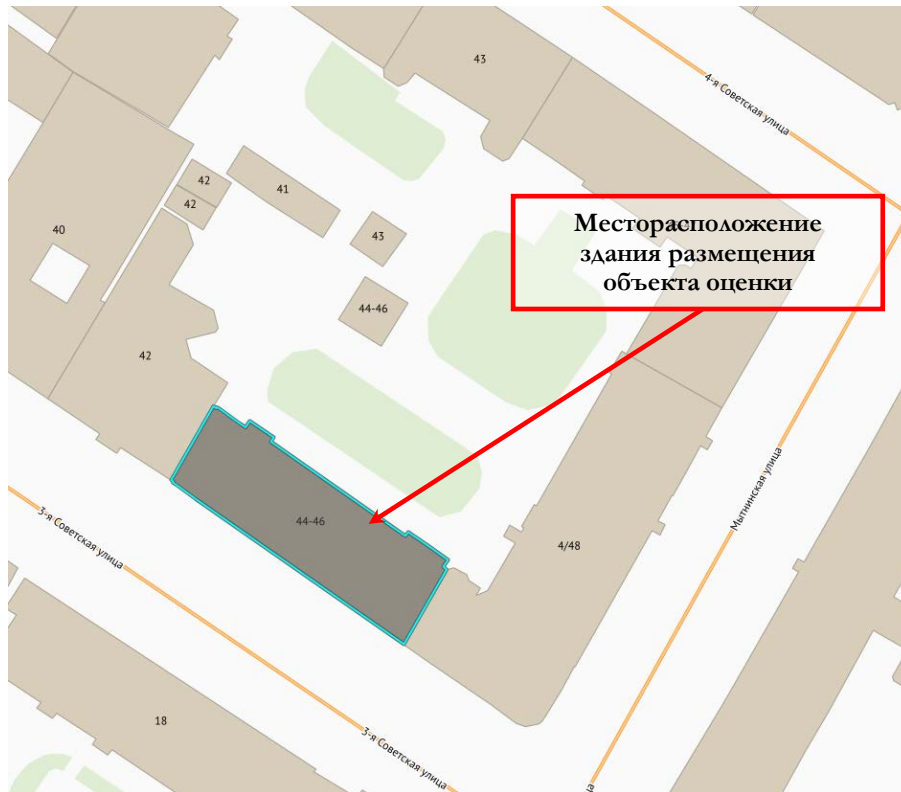 43
4-я Советская улица
42
42
41
43
40
Месторасположение
здания размещения
объекта оценки
44-46
42
44-46
4/48
Мытнинская улица
3-я Советская улица
18
3-я Советская улица